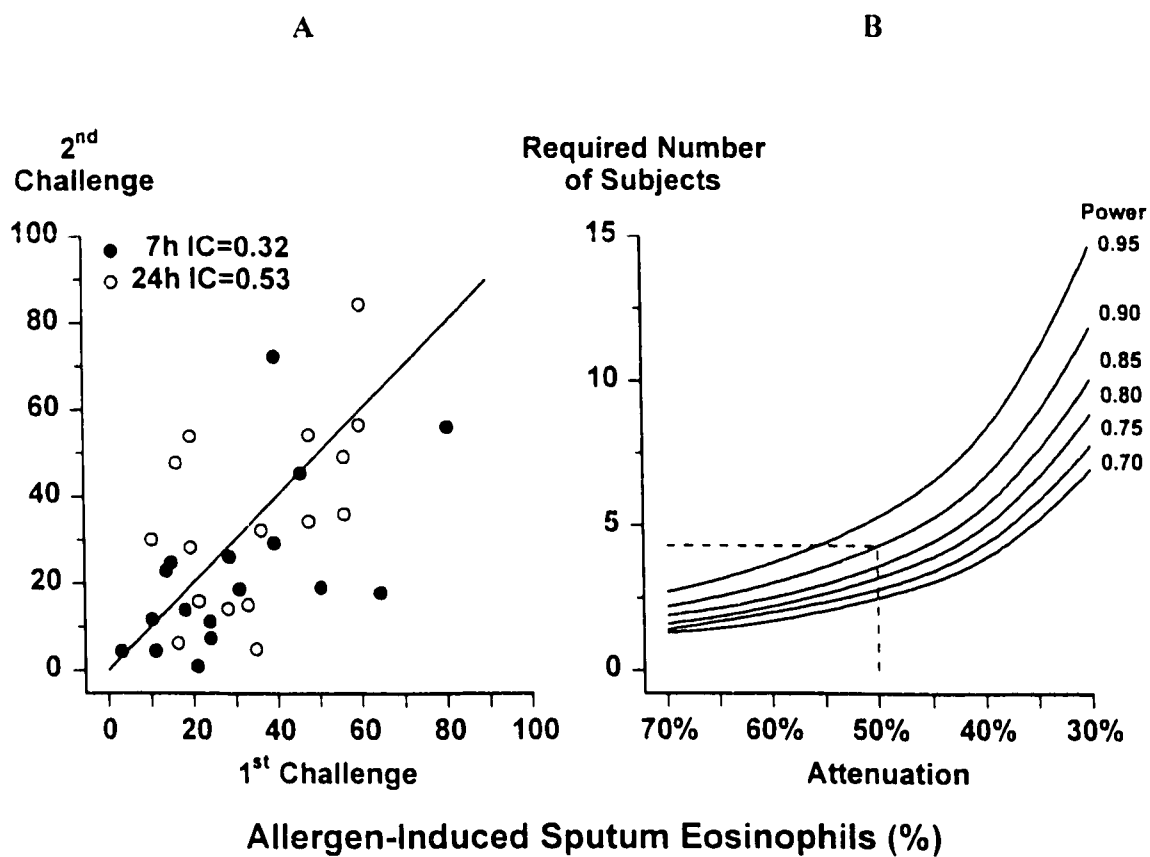 A
B
2nd
Challenge
100
80
60
40
20
0
7h IC=0.32
24h IC=0.53
0 20 40 60 80 100
1st Challenge
Required Number
of Subjects
15
10
5
0
Power
0.95
0.90
0.85
0.80
0.75
0.70
70% 60% 50% 40% 30%
Attenuation
Allergen-Induced Sputum Eosinophils (%)